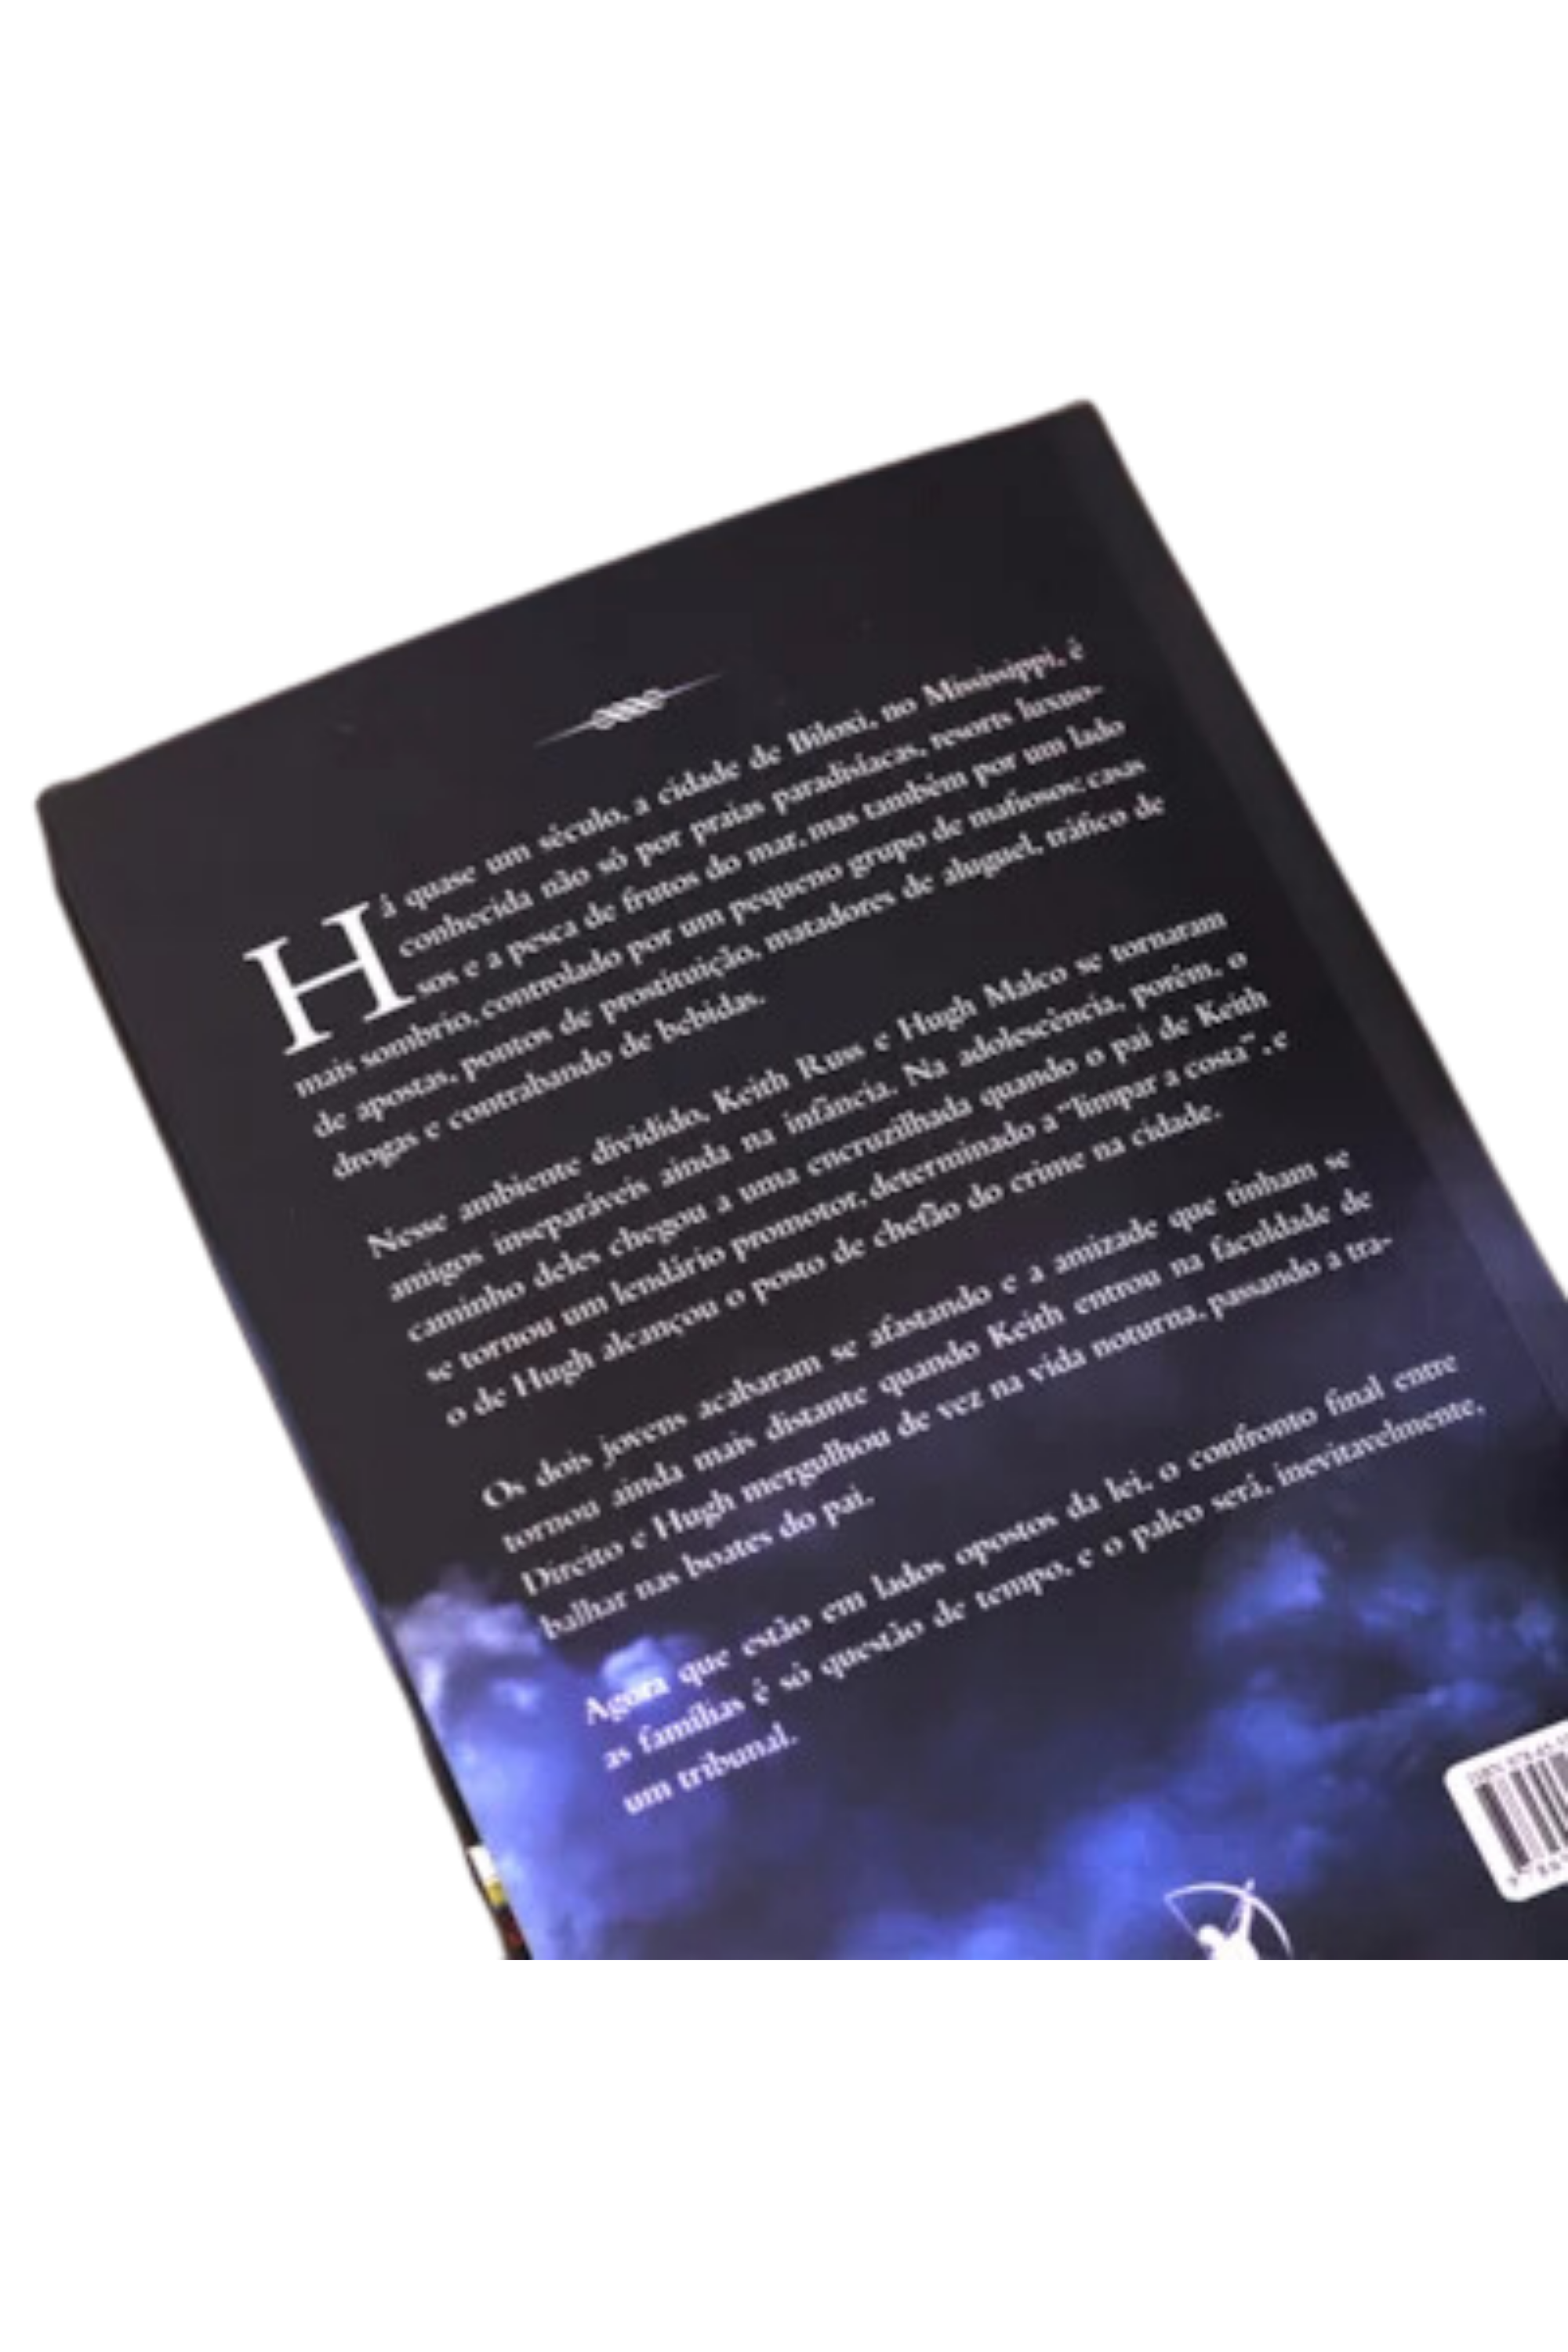 Há quase um século, a cidade de Biloxi, no Mississippi, é
conhecida não só por praias paradisíacas, resorts luxuo-
sos e a pesca de frutos do mar, mas também por um lado
mais sombrio, controlado por um pequeno grupo de mafiosos: casas
de apostas, pontos de prostituição, matadores de aluguel, tráfico de
drogas e contrabando de bebidas.
Nesse ambiente dividido, Keith Russ e Hugh Malco se tornaram
amigos inseparáveis ainda na infância. Na adolescência, porém, o
caminho deles chegou a uma encruzilhada quando o pai de Keith
se tornou um lendário promotor, determinado a "limpar a costa", e
o de Hugh alcançou o posto de chefão do crime na cidade.
Os dois jovens acabaram se afastando e a amizade que tinham se
tornou ainda mais distante quando Keith entrou na faculdade de
Direito e Hugh mergulhou de vez na vida noturna, passando a tra-
balhar nas boates do pai.
Agora que estão em lados opostos da lei, o confronto final entre
as famílias é só questão de tempo, e o palco será, inevitavelmente,
um tribunal.